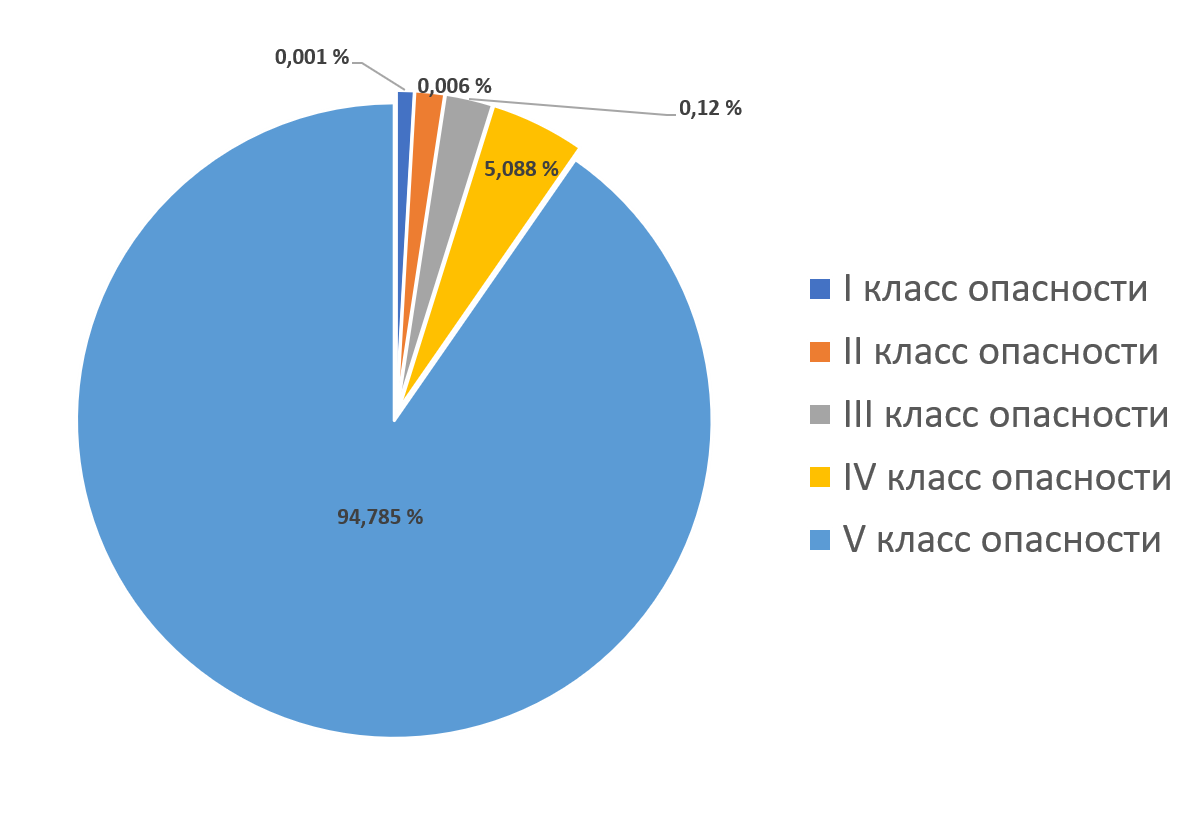 0,001 %
0,006 %
0,12 %
5,088 %
94,785 %
I класс опасности
II класс опасности
III класс опасности
IV класс опасности
V класс опасности